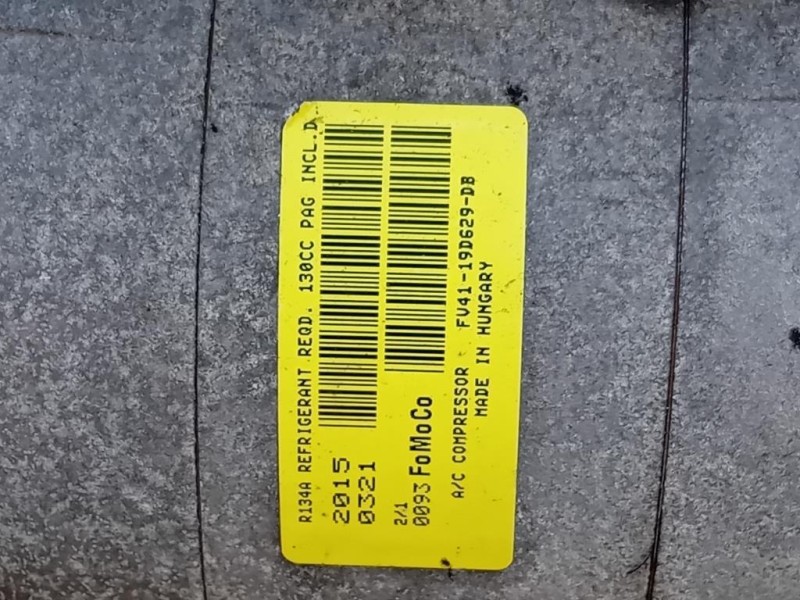 R134A REFRIGERANT REQD. 130CC PAG INCL.D
2015
0321
2/1
0093 FoMoCo
A/C COMPRESSOR FV41-19D629-DB
MADE IN HUNGARY